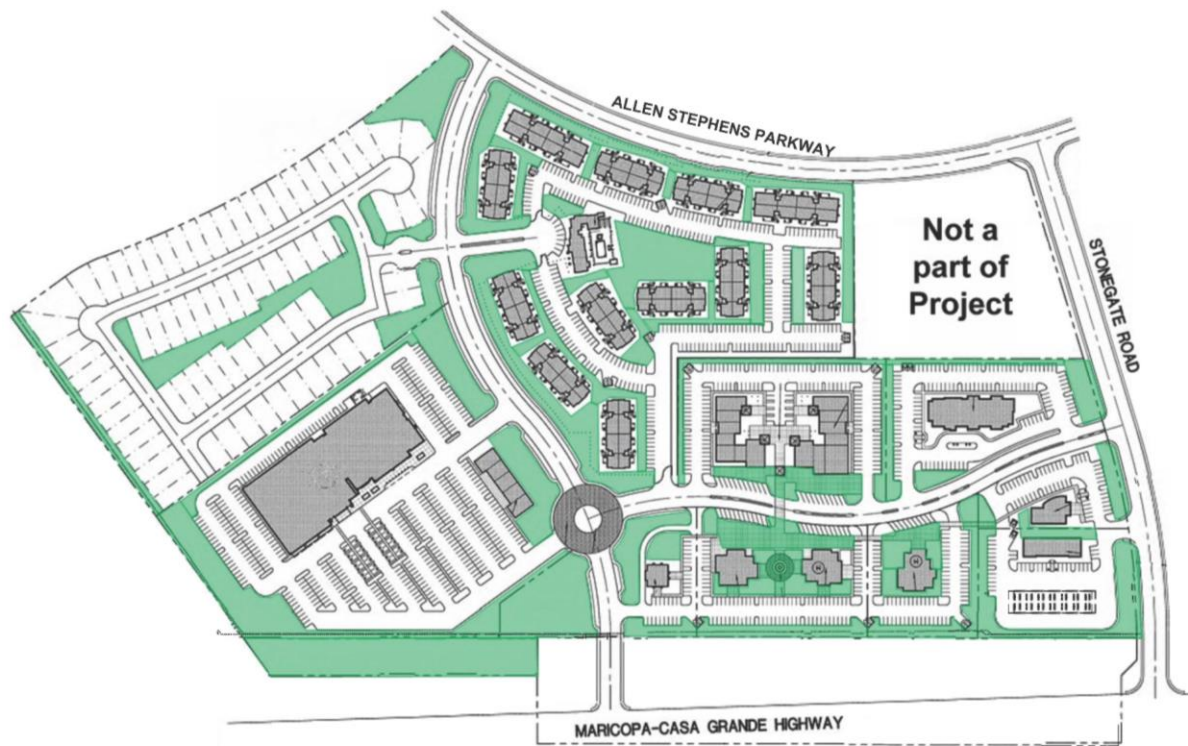 ALLEN STEPHENS PARKWAY
Not a
part of
Project
STONEGATE ROAD
H
H
MARICOPA-CASA GRANDE HIGHWAY